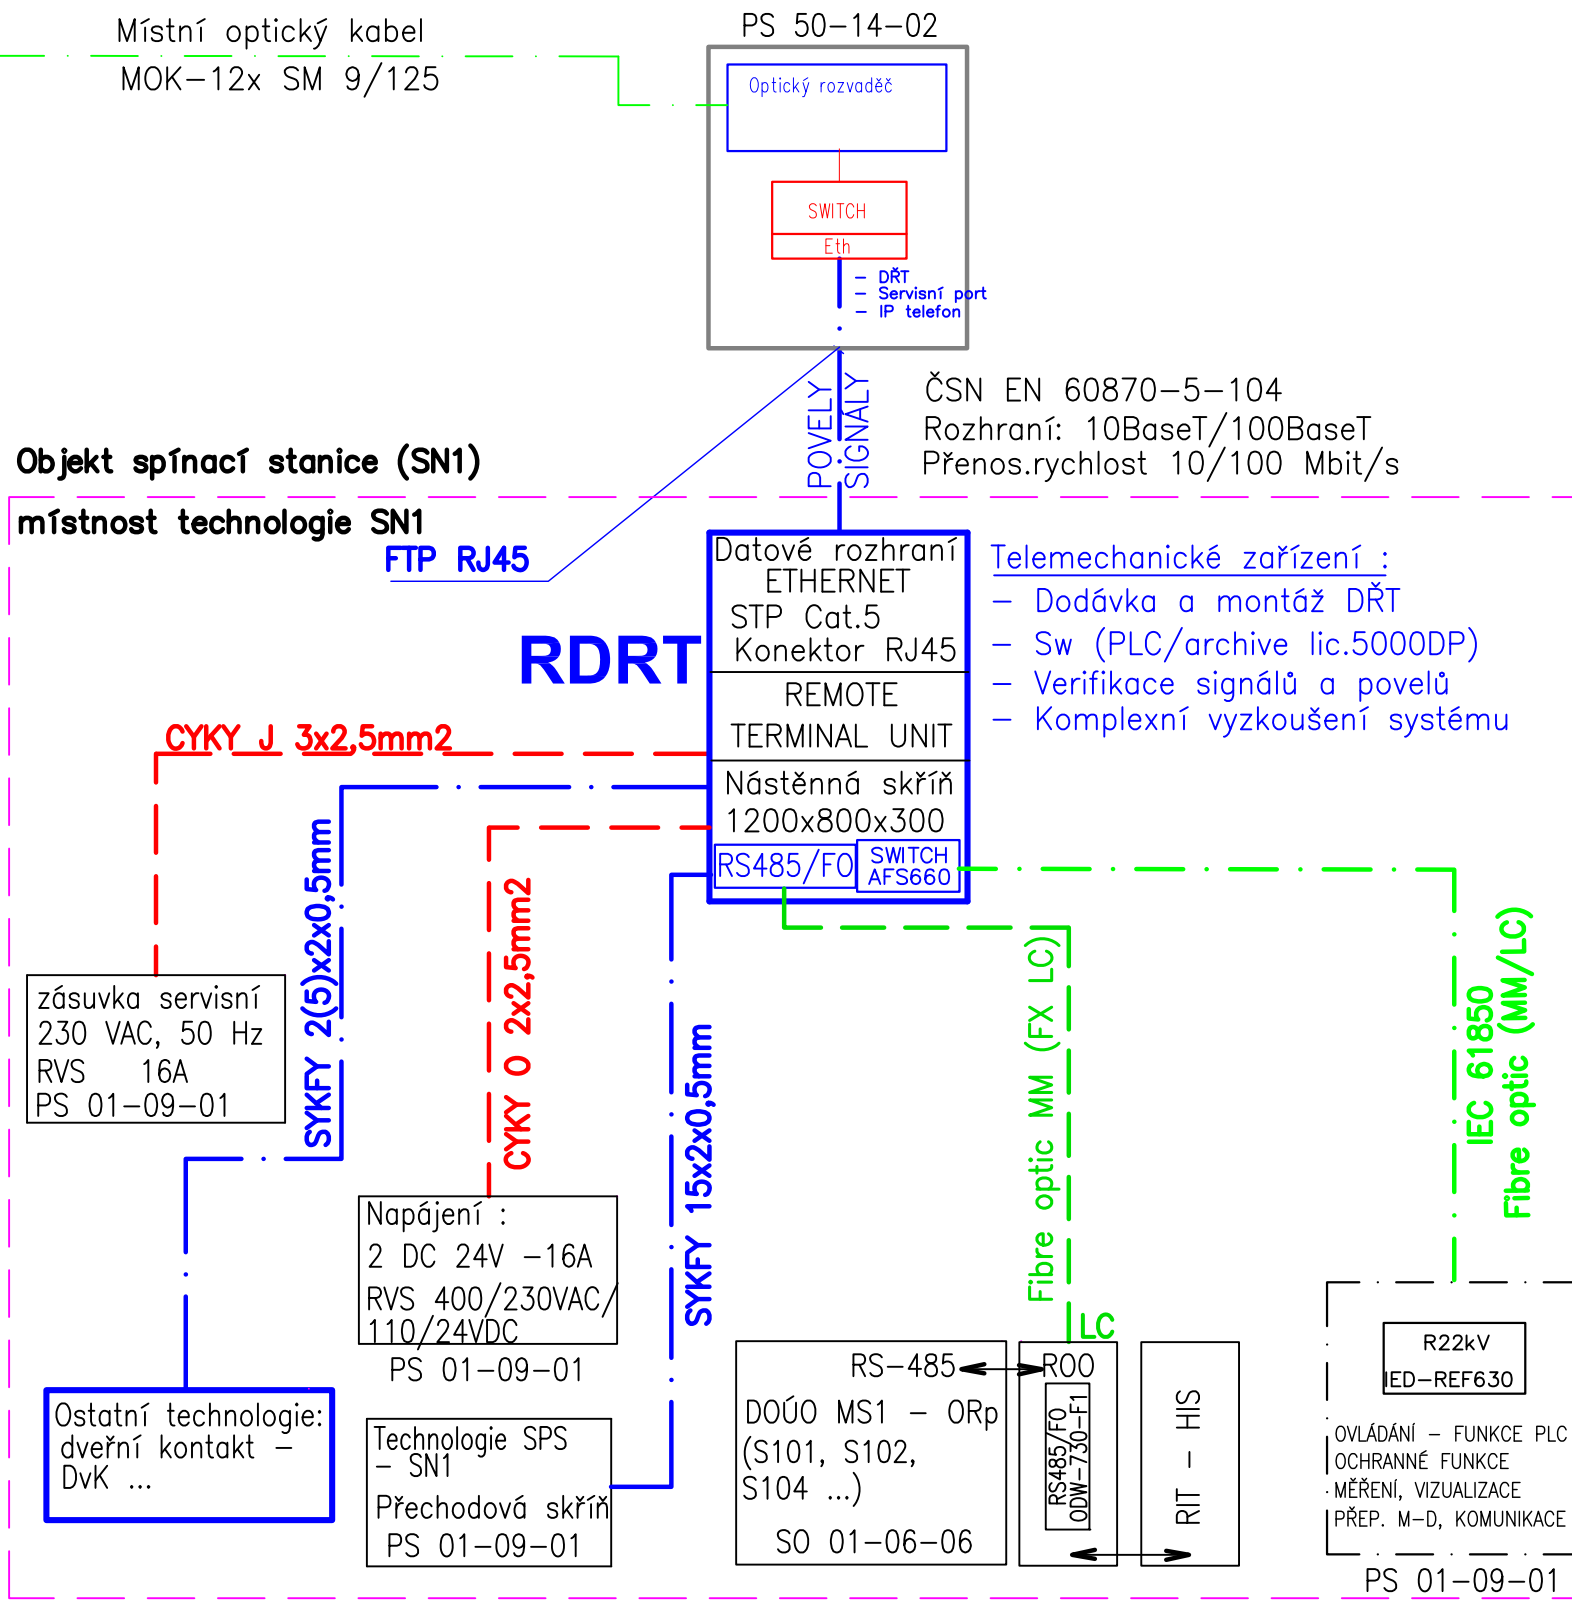 Místní optický kabel
MOK-12x SM 9/125
PS 50-14-02
Optický rozvaděč
SWITCH
Eth
- DŘT
- Servisní port
- IP telefon
POVELY
SIGNÁLY
ČSN EN 60870-5-104
Rozhraní: 10BaseT/100BaseT
Přenos.rychlost 10/100 Mbit/s
Objekt spínací stanice (SN1)
místnost technologie SN1
FTP RJ45
RDRT
Datové rozhraní
ETHERNET
STP Cat.5
Konektor RJ45
REMOTE
TERMINAL UNIT
Nástěnná skříň
1200x800x300
RS485/FO
SWITCH
AFS660
Telemechanické zařízení :
- Dodávka a montáž DŘT
- Sw (PLC/archive lic.5000DP)
- Verifikace signálů a povelů
- Komplexní vyzkoušení systému
CYKY J 3x2,5mm2
SYKFY 2(5)x2x0,5mm
CYKY O 2x2,5mm2
SYKFY 15x2x0,5mm
Fibre optic MM (FX LC)
LC
IEC 61850
Fibre optic (MM/LC)
zásuvka servisní
230 VAC, 50 Hz
RVS 16A
PS 01-09-01
Napájení :
2 DC 24V -16A
RVS 400/230VAC/
110/24VDC
PS 01-09-01
Ostatní technologie:
dveřní kontakt -
DvK ...
Technologie SPS
- SN1
Přechodová skříň
PS 01-09-01
RS-485
DOÚO MS1 - ORp
(S101, S102,
S104 ...)
SO 01-06-06
ROO
RS485/FO
ODW-730-F1
RIT - HIS
R22kV
IED-REF630
OVLÁDÁNÍ - FUNKCE PLC
OCHRANNÉ FUNKCE
MĚŘENÍ, VIZUALIZACE
PŘEP. M-D, KOMUNIKACE
PS 01-09-01